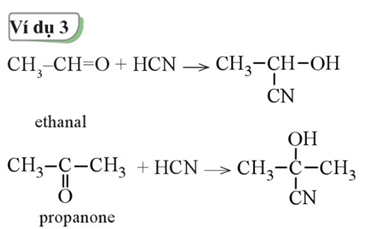 Ví dụ 3
CH₃–CH=O + HCN → CH₃–CH–OH
CN
ethanal
OH
CH₃–C–CH₃ + HCN → CH₃–C–CH₃
O CN
propanone